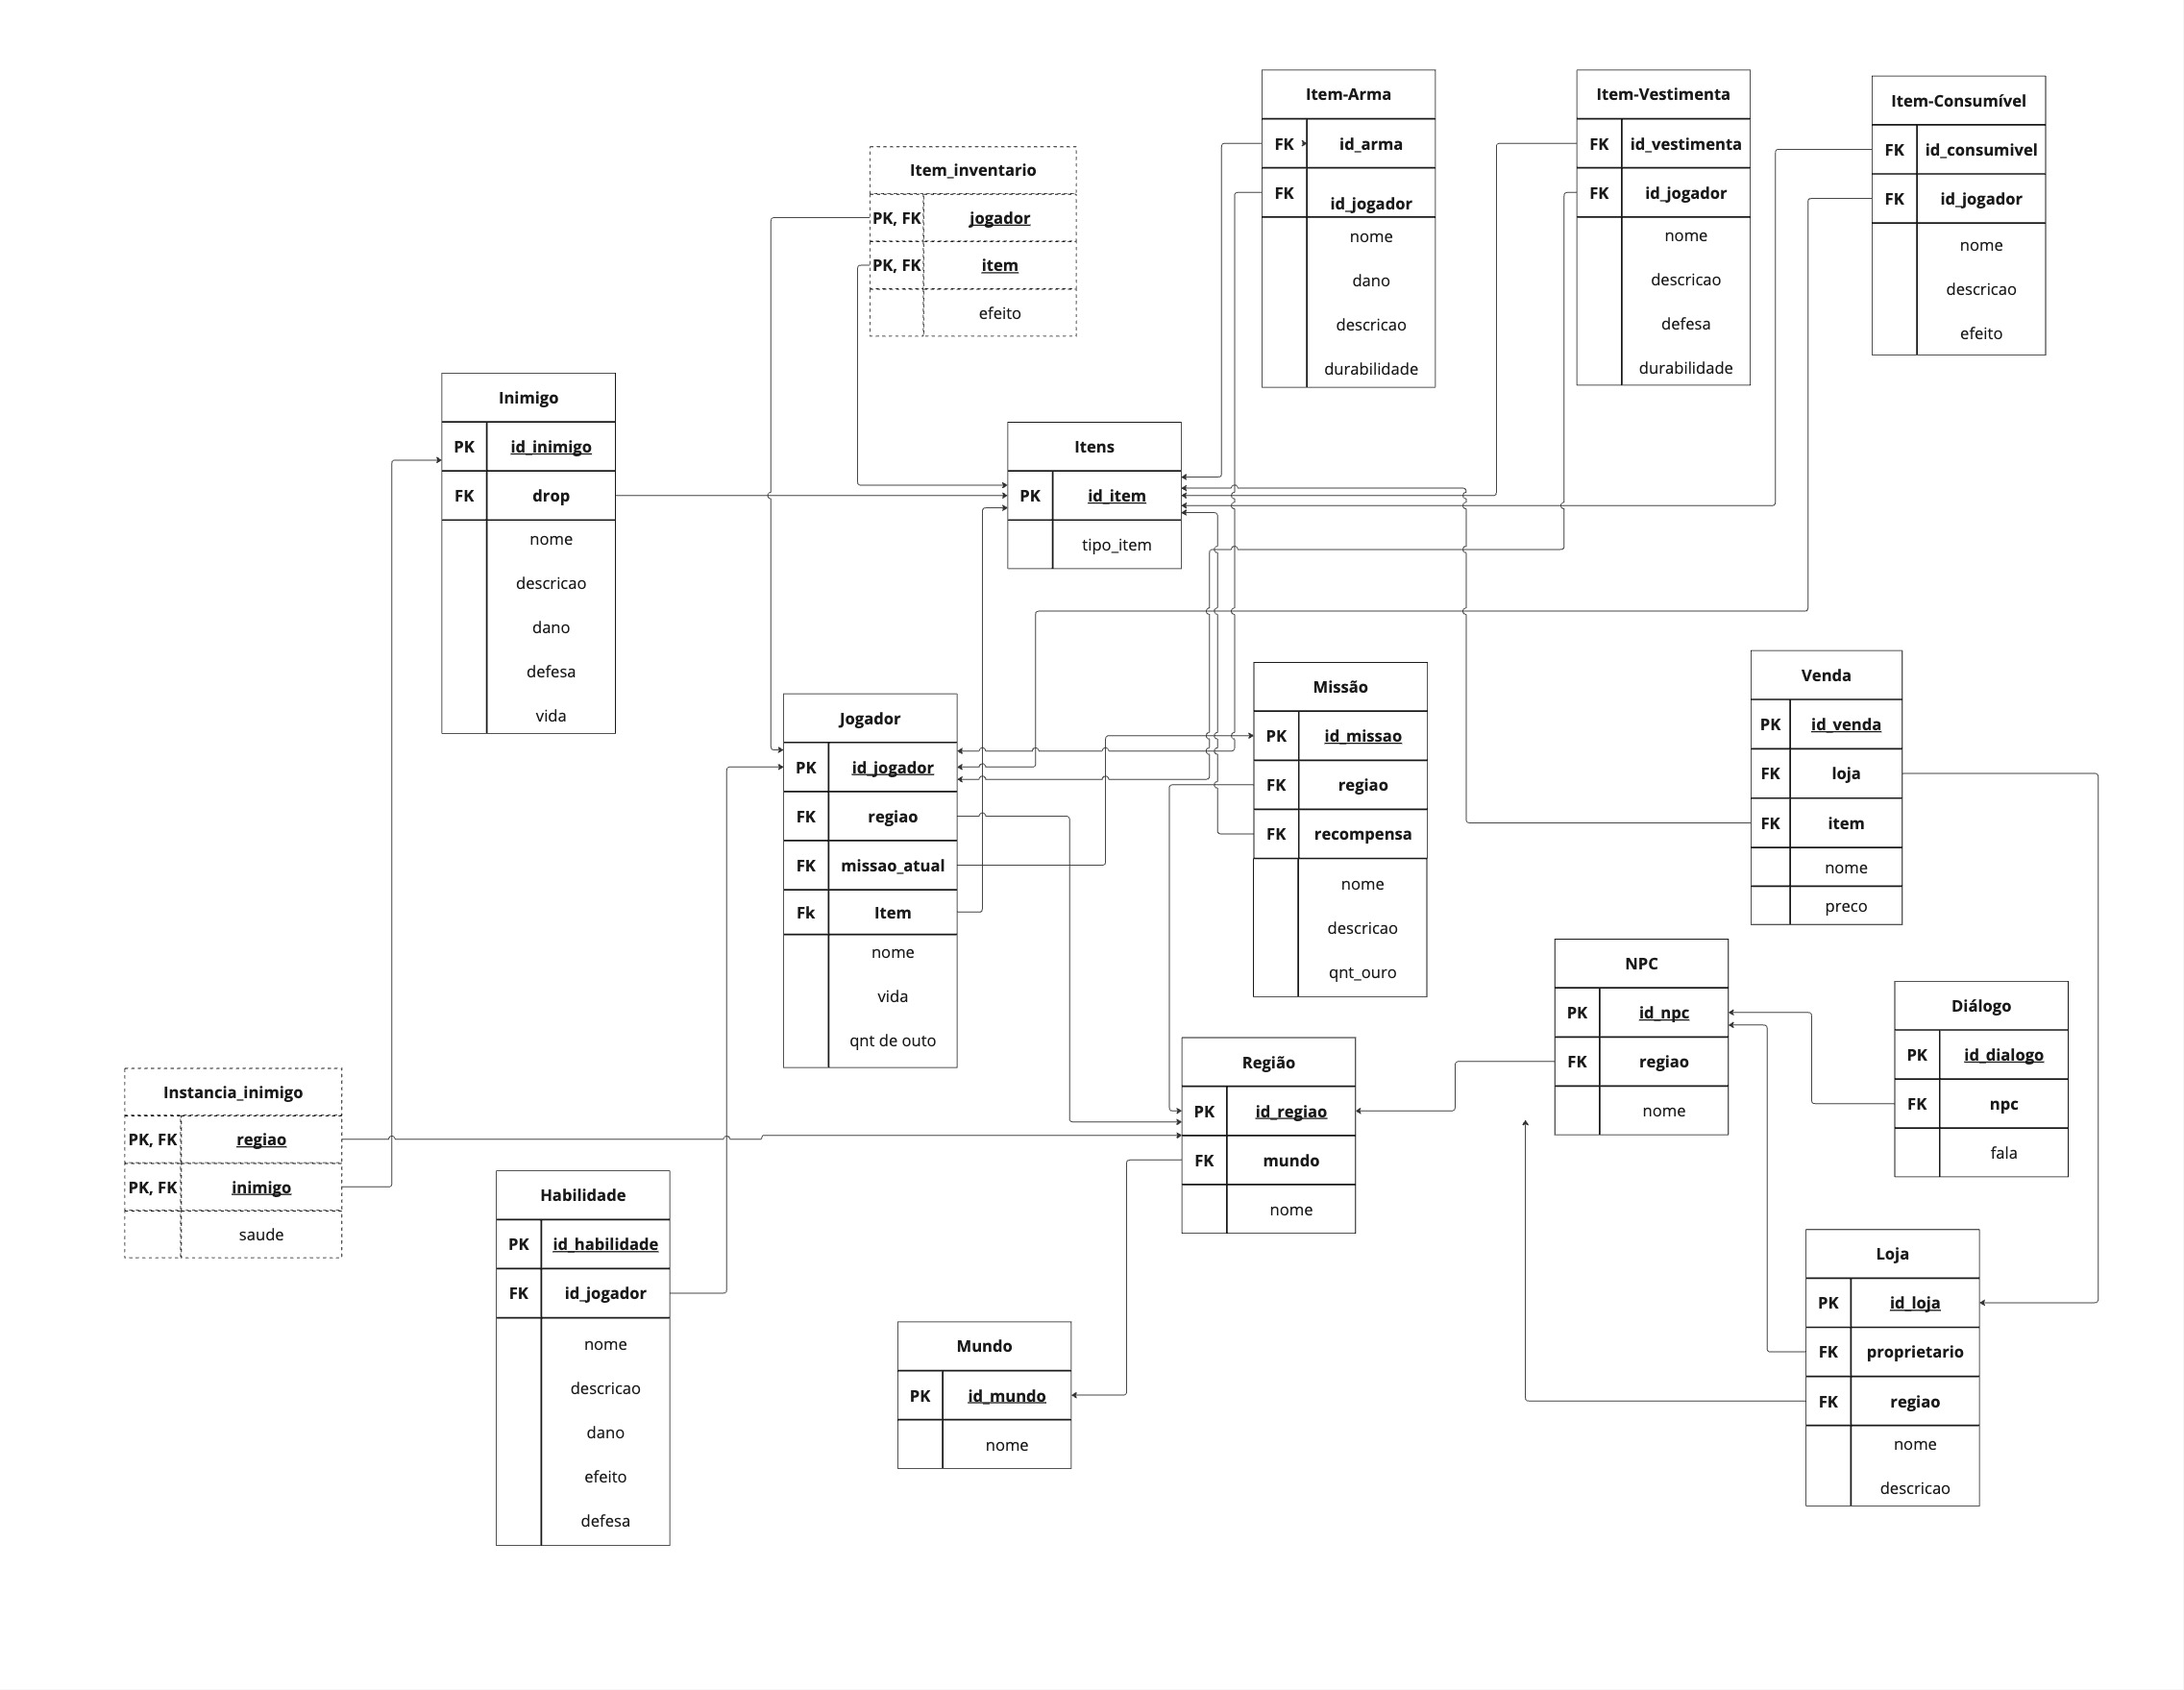 Item-Arma
FK id_arma
FK id_jogador
nome
dano
descricao
durabilidade
Item-Vestimenta
FK id_vestimenta
FK id_jogador
nome
descricao
defesa
durabilidade
Item-Consumível
FK id_consumivel
FK id_jogador
nome
descricao
efeito
Item_inventario
PK, FK jogador
PK, FK item
efeito
Inimigo
PK id_inimigo
FK drop
nome
descricao
dano
defesa
vida
Itens
PK id_item
tipo_item
Jogador
PK id_jogador
FK regiao
FK missao_atual
Fk Item
nome
vida
qnt de outo
Missão
PK id_missao
FK regiao
FK recompensa
nome
descricao
qnt_ouro
Venda
PK id_venda
FK loja
FK item
nome
preco
NPC
PK id_npc
FK regiao
nome
Diálogo
PK id_dialogo
FK npc
fala
Região
PK id_regiao
FK mundo
nome
Instancia_inimigo
PK, FK regiao
PK, FK inimigo
saude
Habilidade
PK id_habilidade
FK id_jogador
nome
descricao
dano
efeito
defesa
Mundo
PK id_mundo
nome
Loja
PK id_loja
FK proprietario
FK regiao
nome
descricao